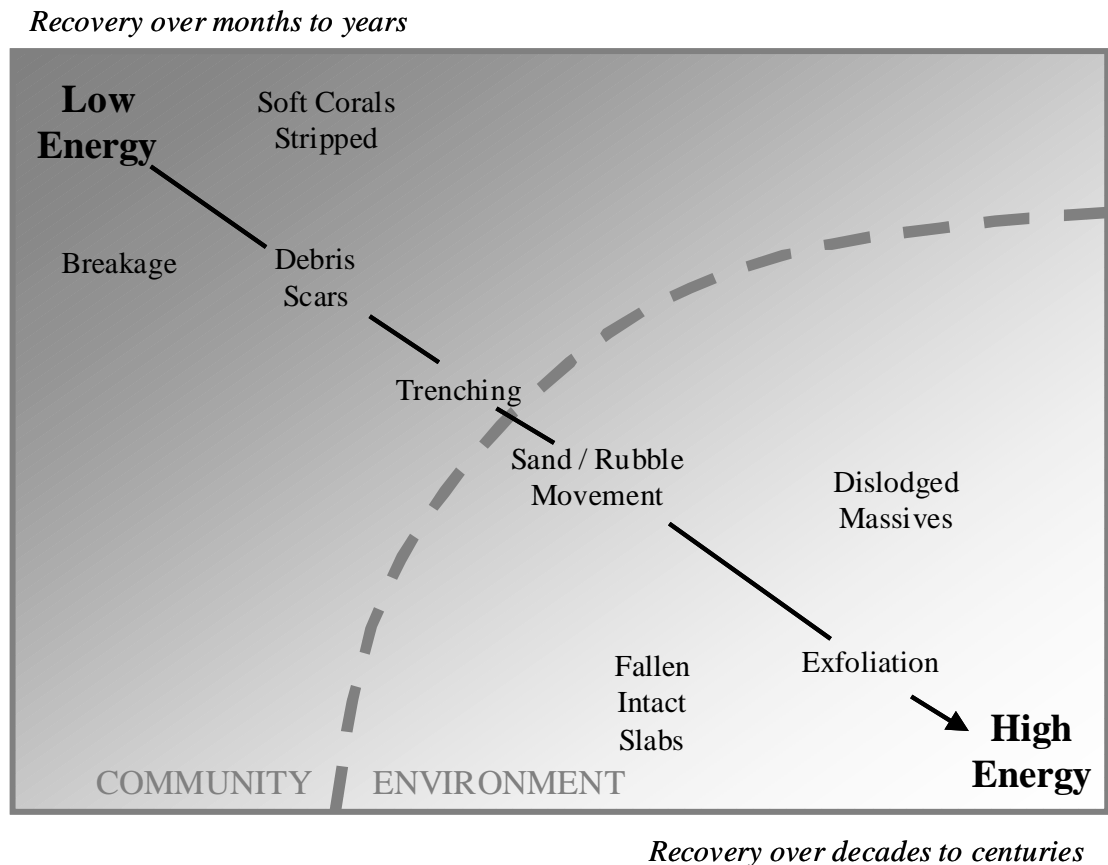 Recovery over months to years
Low
Energy
Soft Corals
Stripped
Breakage
Debris
Scars
Trenching
Sand / Rubble
Movement
Dislodged
Massives
Exfoliation
Fallen
Intact
Slabs
High
Energy
COMMUNITY
ENVIRONMENT
Recovery over decades to centuries